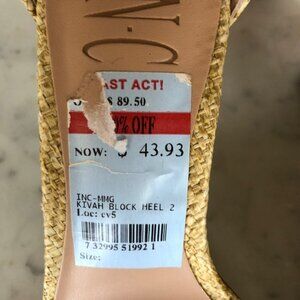 N·C
AST ACT!
$ 89.50
% OFF
NOW: $ 43.93
INC-MMG
KIVAH BLOCK HEEL 2
Loc: cv5
7 32995 51992 1
Size: